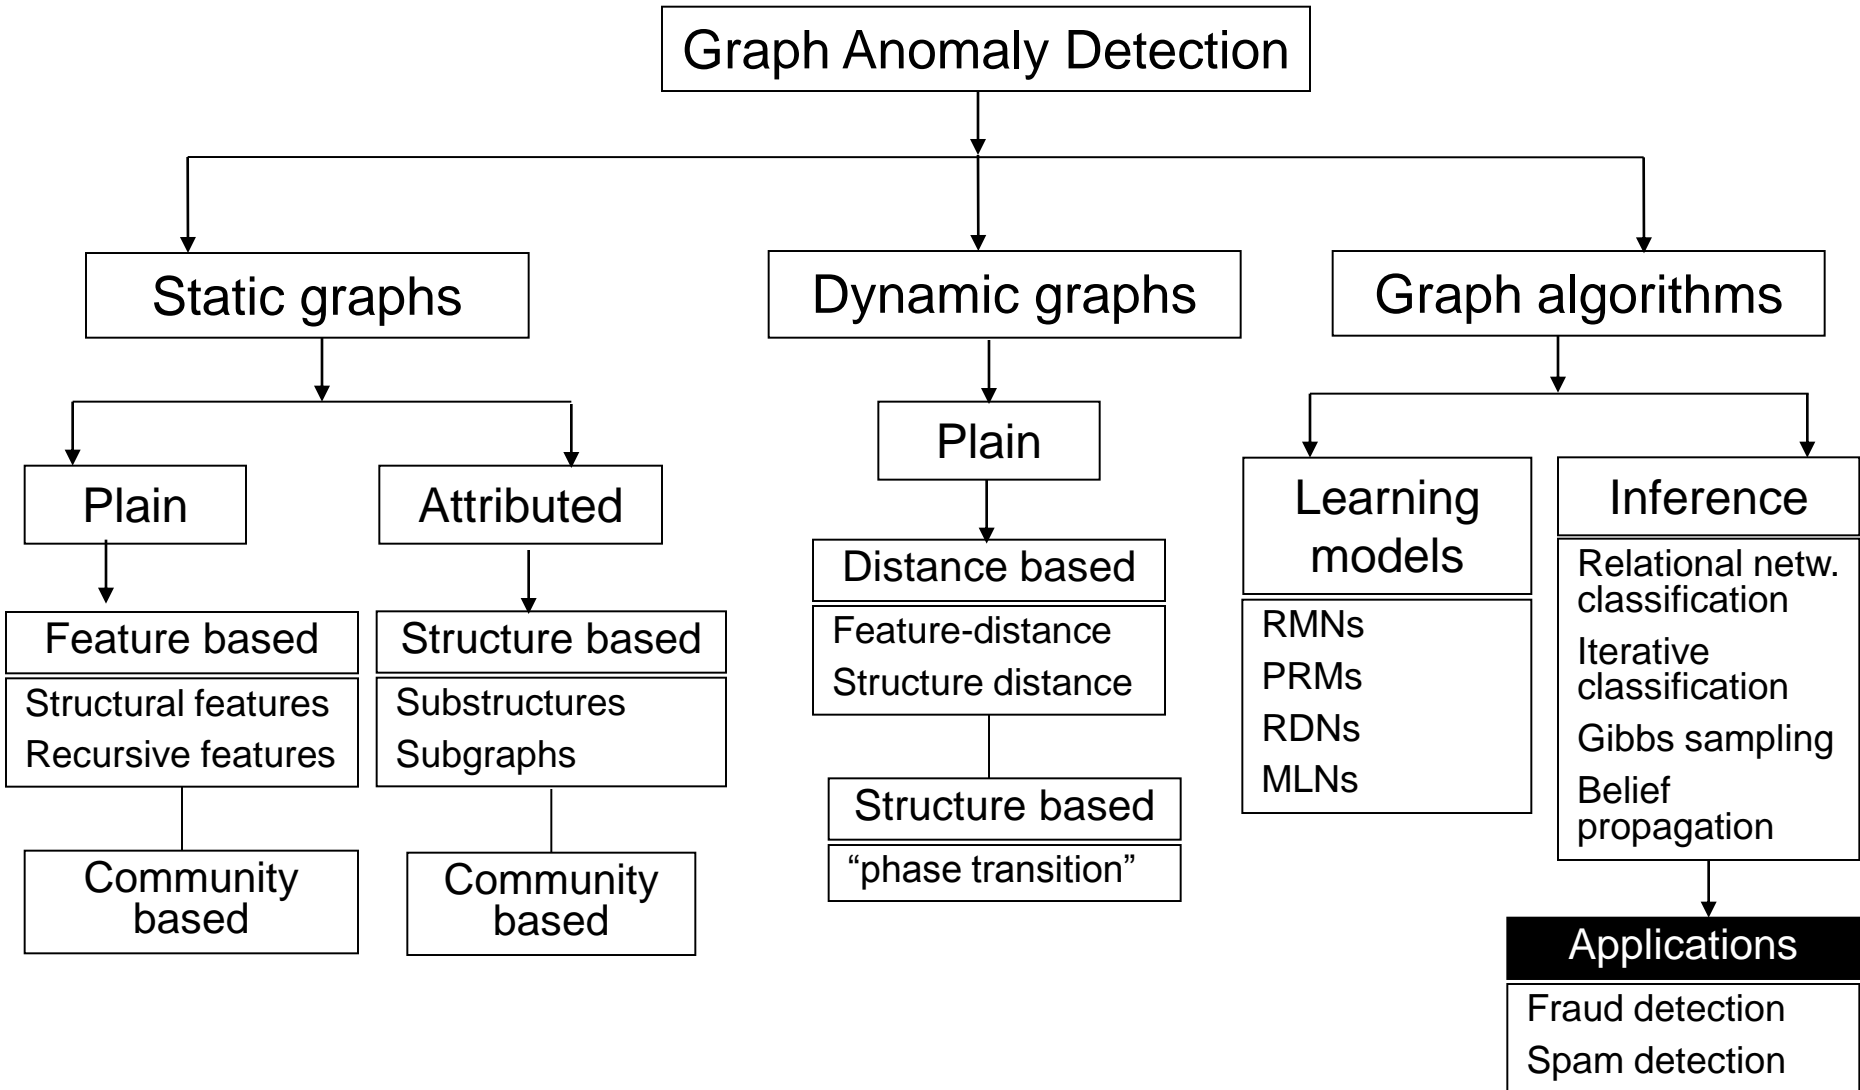 Graph Anomaly Detection
Static graphs
Dynamic graphs
Graph algorithms
Plain
Attributed
Plain
Learning
models
Inference
Feature based
Structural features
Recursive features
Community
based
Structure based
Substructures
Subgraphs
Community
based
Distance based
Feature-distance
Structure distance
Structure based
“phase transition”
RMNs
PRMs
RDNs
MLNs
Relational netw.
classification
Iterative
classification
Gibbs sampling
Belief
propagation
Applications
Fraud detection
Spam detection